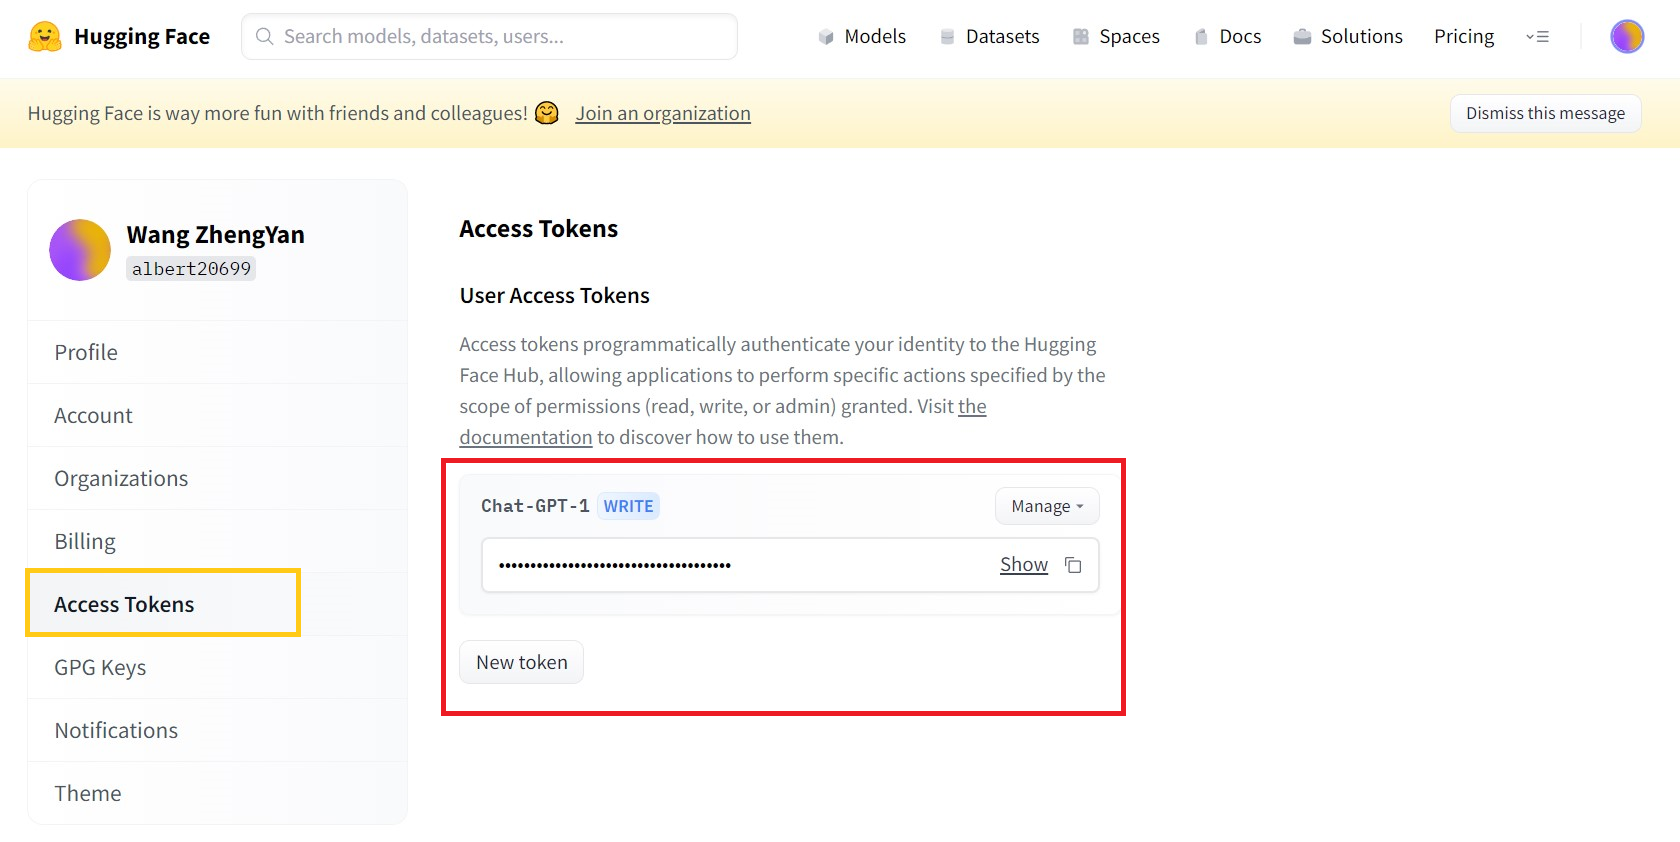 Hugging Face
Search models, datasets, users...
Models
Datasets
Spaces
Docs
Solutions
Pricing
Hugging Face is way more fun with friends and colleagues! 🤗 Join an organization
Dismiss this message
Wang ZhengYan
albert20699
Profile
Account
Organizations
Billing
Access Tokens
GPG Keys
Notifications
Theme
Access Tokens
User Access Tokens
Access tokens programmatically authenticate your identity to the Hugging
Face Hub, allowing applications to perform specific actions specified by the
scope of permissions (read, write, or admin) granted. Visit the
documentation to discover how to use them.
Chat-GPT-1 WRITE
Manage
•••••••••••••••••••••••••••••••••••••
Show
New token